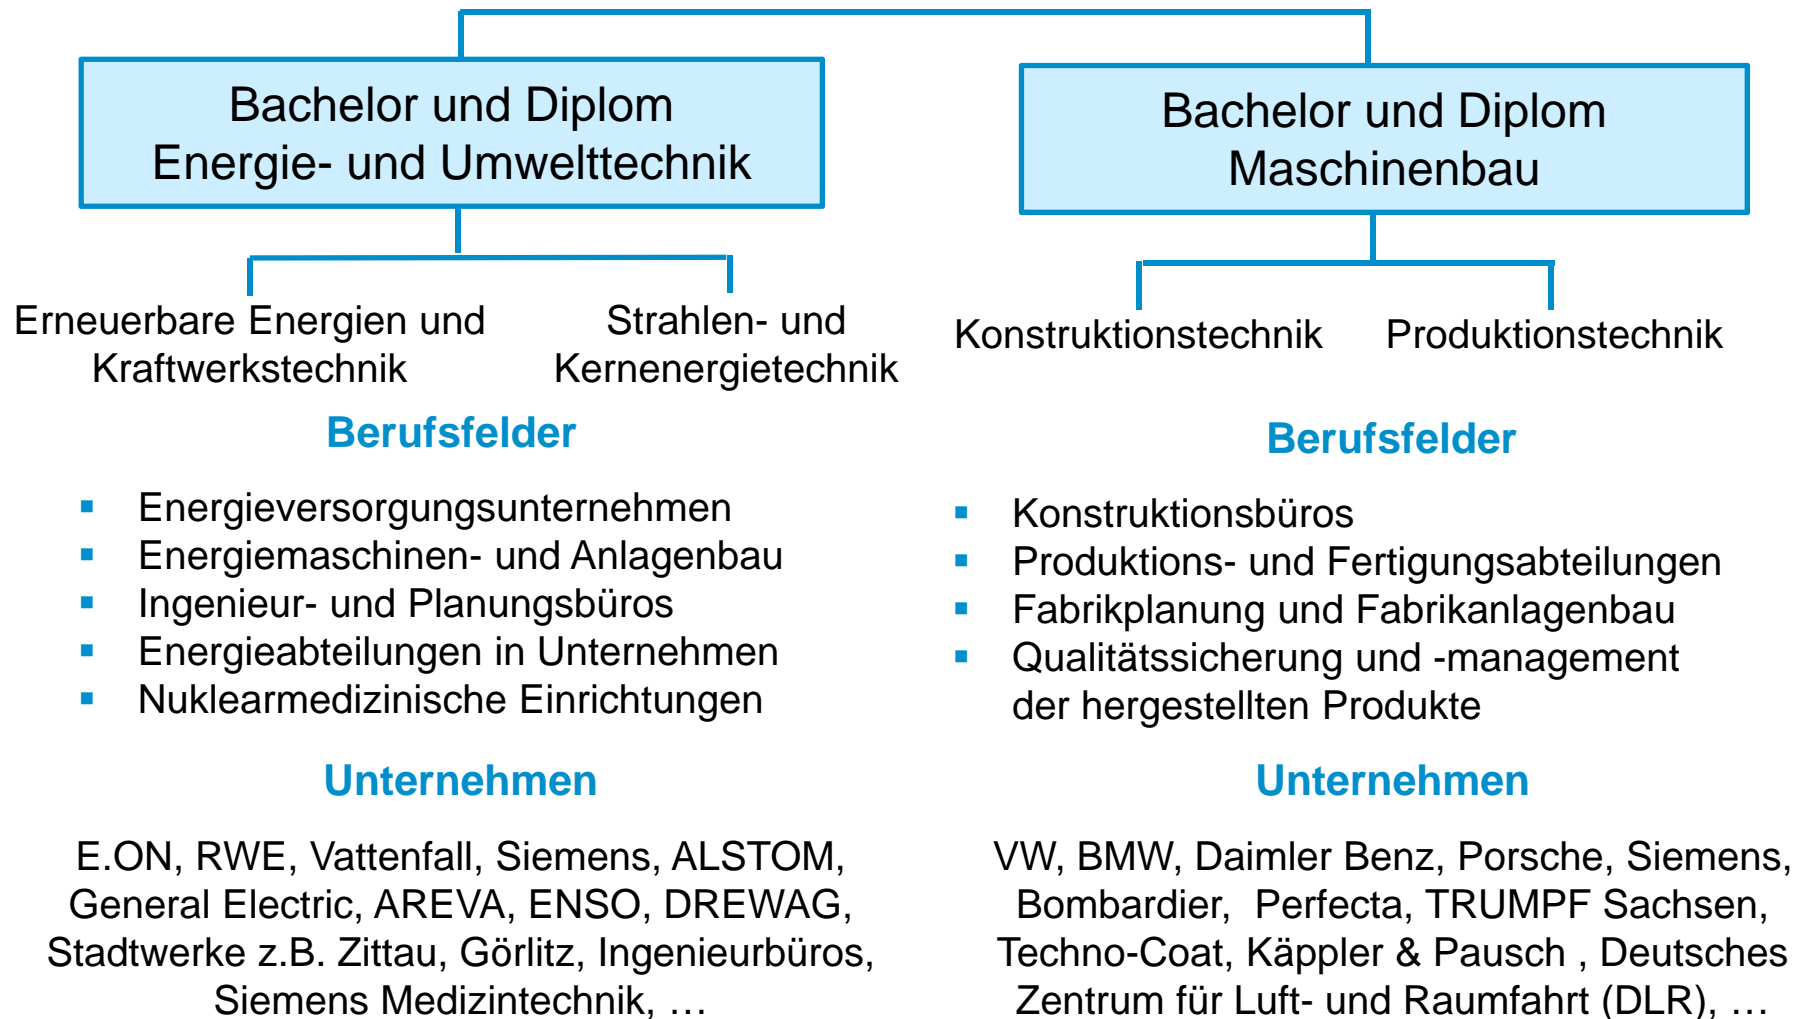 Bachelor und Diplom
Energie- und Umwelttechnik
Erneuerbare Energien und
Kraftwerkstechnik
Strahlen- und
Kernenergietechnik
Berufsfelder
Energieversorgungsunternehmen
Energiemaschinen- und Anlagenbau
Ingenieur- und Planungsbüros
Energieabteilungen in Unternehmen
Nuklearmedizinische Einrichtungen
Unternehmen
E.ON, RWE, Vattenfall, Siemens, ALSTOM,
General Electric, AREVA, ENSO, DREWAG,
Stadtwerke z.B. Zittau, Görlitz, Ingenieurbüros,
Siemens Medizintechnik, …
Bachelor und Diplom
Maschinenbau
Konstruktionstechnik
Produktionstechnik
Berufsfelder
Konstruktionsbüros
Produktions- und Fertigungsabteilungen
Fabrikplanung und Fabrikanlagenbau
Qualitätssicherung und -management
der hergestellten Produkte
Unternehmen
VW, BMW, Daimler Benz, Porsche, Siemens,
Bombardier, Perfecta, TRUMPF Sachsen,
Techno-Coat, Käppler & Pausch , Deutsches
Zentrum für Luft- und Raumfahrt (DLR), …